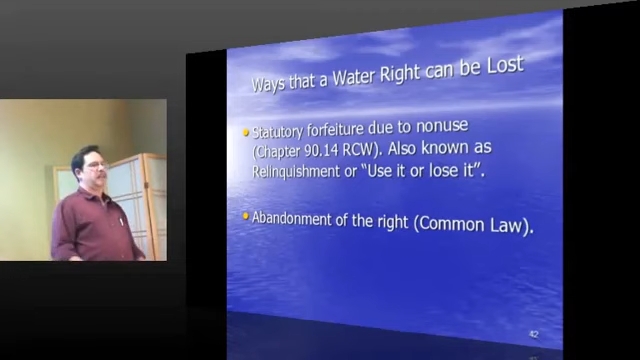 Ways that a Water Right can be Lost
Statutory forfeiture due to nonuse
(Chapter 90.14 RCW). Also known as
Relinquishment or “Use it or lose it”.
Abandonment of the right (Common Law).
42